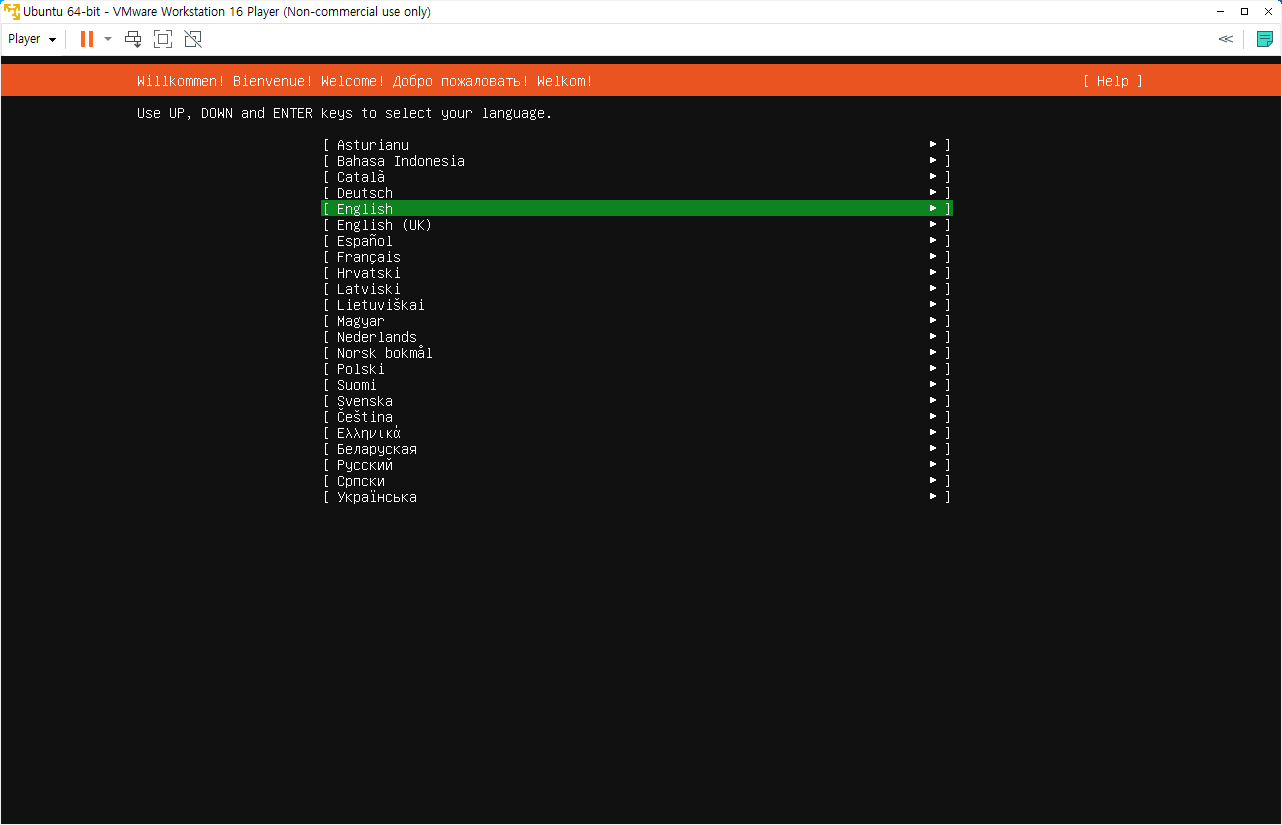 Ubuntu 64-bit - VMware Workstation 16 Player (Non-commercial use only)
Player
Willkommen! Bienvenue! Welcome! Добро пожаловать! Welkom! [ Help ]
Use UP, DOWN and ENTER keys to select your language.
[ Asturianu ► ]
[ Bahasa Indonesia ► ]
[ Català ► ]
[ Deutsch ► ]
[ English ► ]
[ English (UK) ► ]
[ Español ► ]
[ Français ► ]
[ Hrvatski ► ]
[ Latviski ► ]
[ Lietuviškai ► ]
[ Magyar ► ]
[ Nederlands ► ]
[ Norsk bokmål ► ]
[ Polski ► ]
[ Suomi ► ]
[ Svenska ► ]
[ Čeština ► ]
[ Ελληνικά ► ]
[ Беларуская ► ]
[ Русский ► ]
[ Српски ► ]
[ Українська ► ]